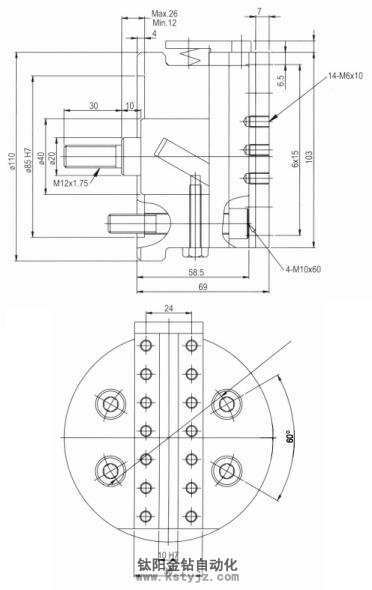 Max.26
Min.12
4
7
6.5
14-M6x10
30
10
ø110
ø85 H7
ø40
ø20
M12x1.75
6x15
103
58.5
4-M10x60
69
24
60°
10 H7
钛阳金钻自动化
www.kstyjz.com